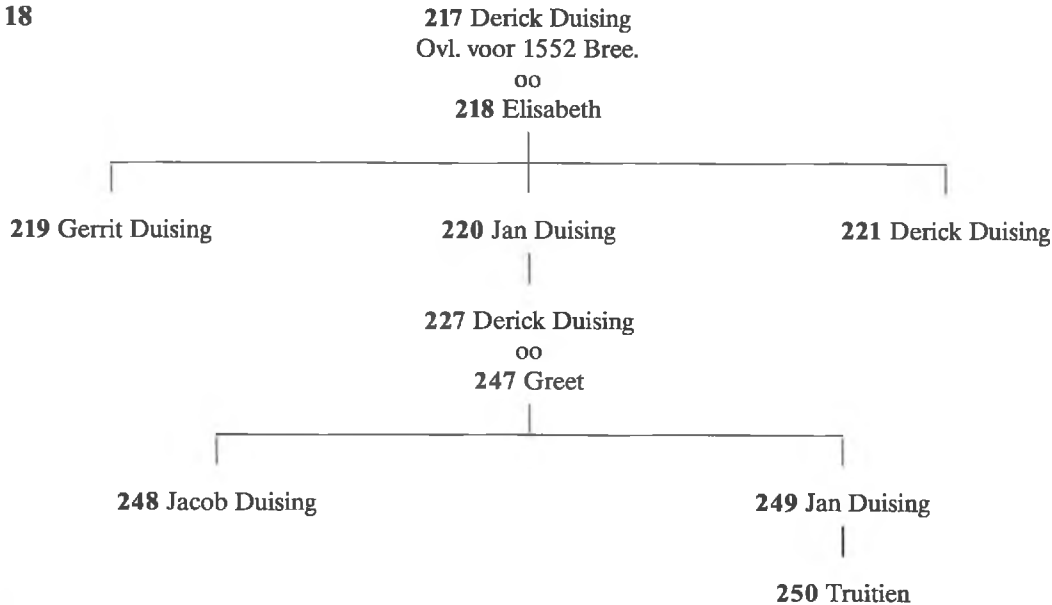 18
217 Derick Duising
Ovl. voor 1552 Bree.
oo
218 Elisabeth
219 Gerrit Duising
220 Jan Duising
221 Derick Duising
227 Derick Duising
oo
247 Greet
248 Jacob Duising
249 Jan Duising
250 Truitien